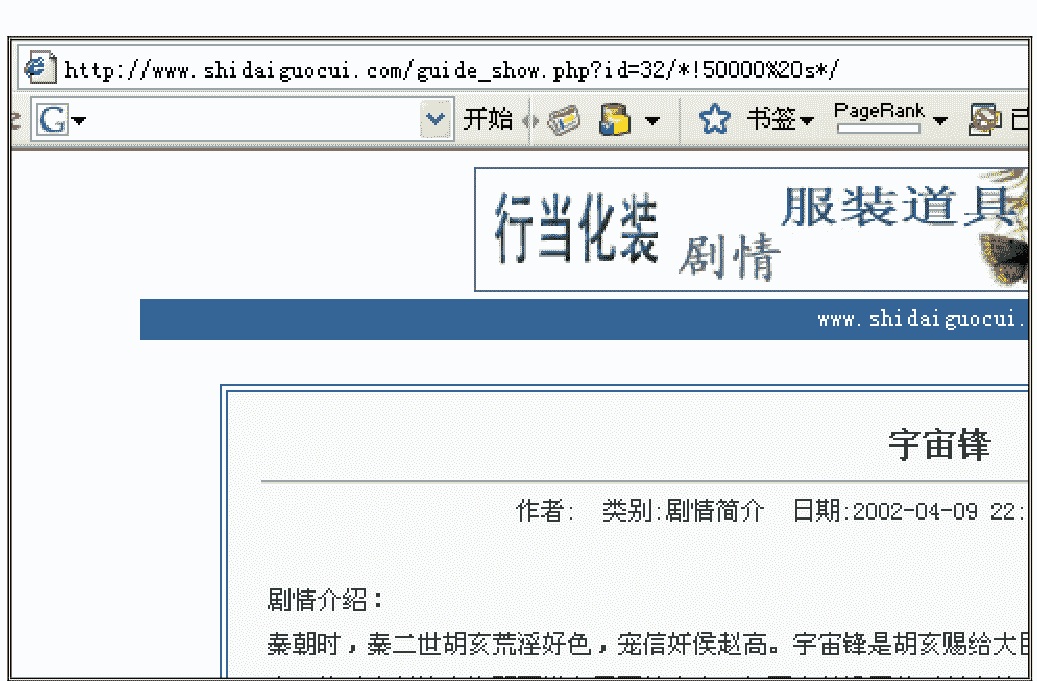 http://www.shidaiguocui.com/guide_show.php?id=32/*!50000%20s*/
G 开始 书签 PageRank 已
行当化装 剧情 服装道具
www.shidaiguocui.
宇宙锋
作者: 类别:剧情简介 日期:2002-04-09 22:
剧情介绍：
秦朝时，秦二世胡亥荒淫好色，宠信奸佞赵高。宇宙锋是胡亥赐给大